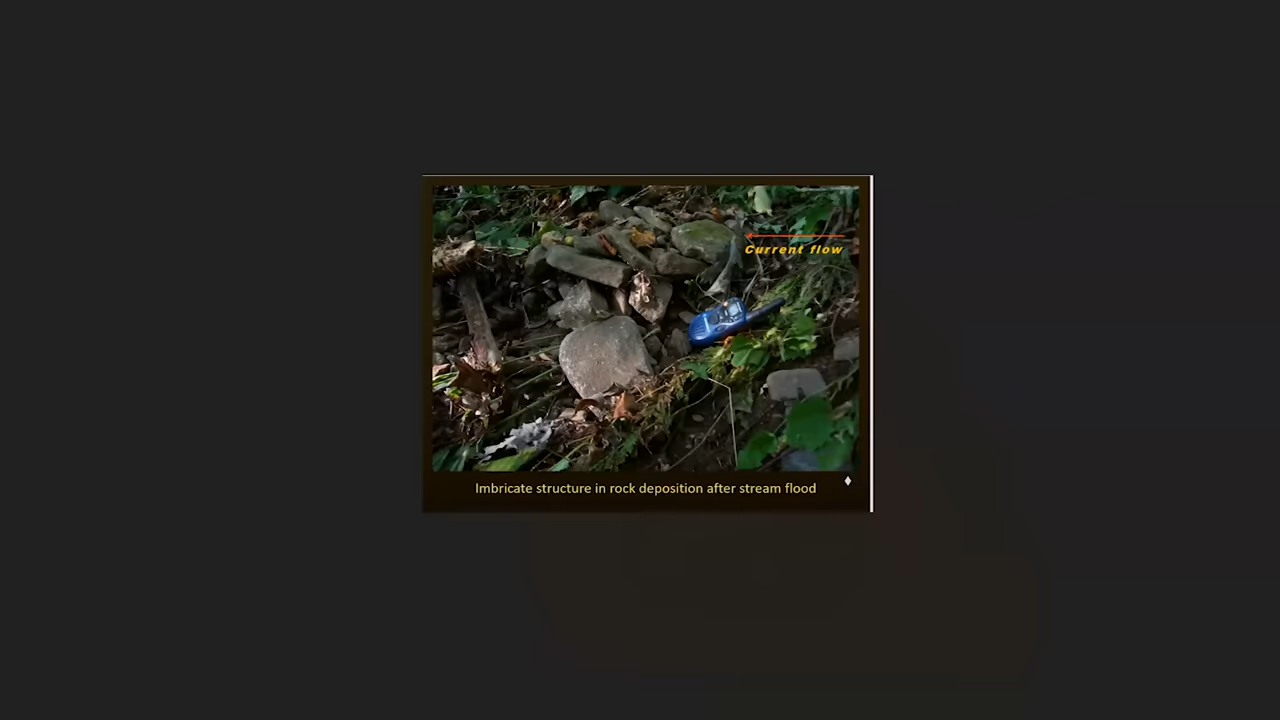 Current flow
Imbricate structure in rock deposition after stream flood